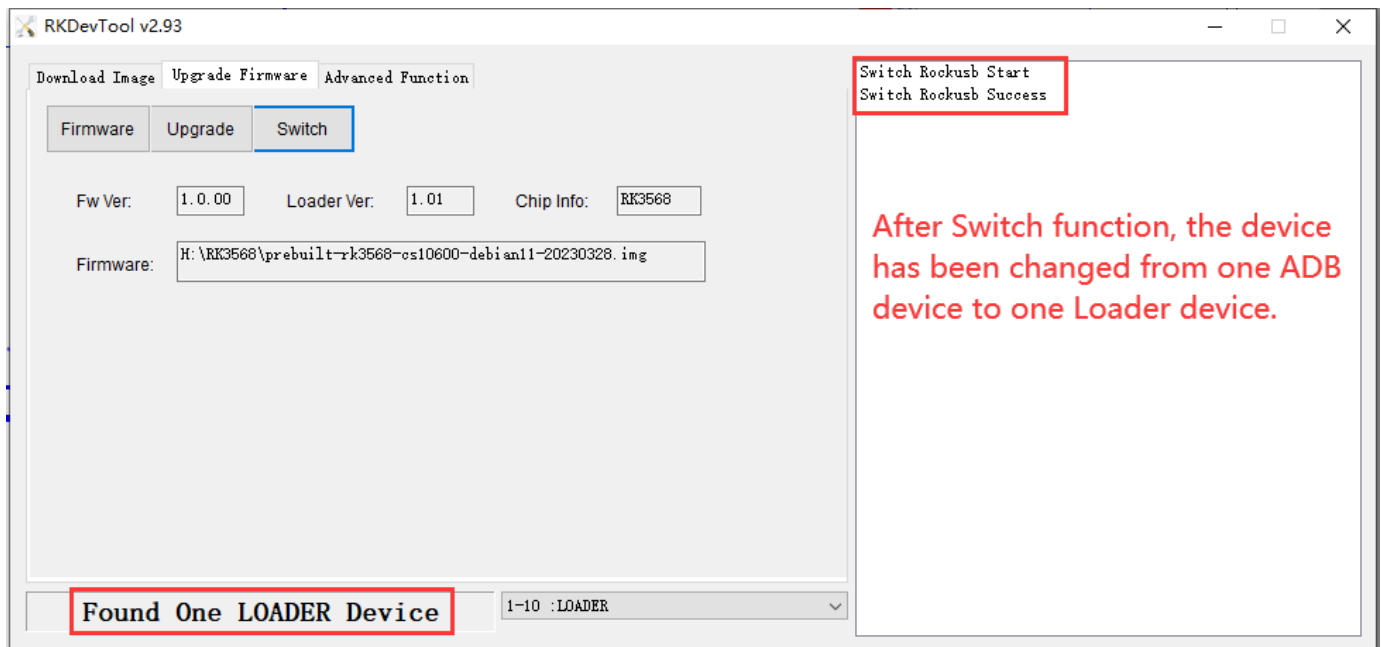 RKDevTool v2.93
Download Image Upgrade Firmware Advanced Function
Firmware Upgrade Switch
Fw Ver: 1.0.00 Loader Ver: 1.01 Chip Info: RK3568
Firmware: H:\RK3568\prebuilt-rk3568-cs10600-debian11-20230328.img
Found One LOADER Device
1-10 :LOADER
Switch Rockusb Start
Switch Rockusb Success
After Switch function, the device
has been changed from one ADB
device to one Loader device.